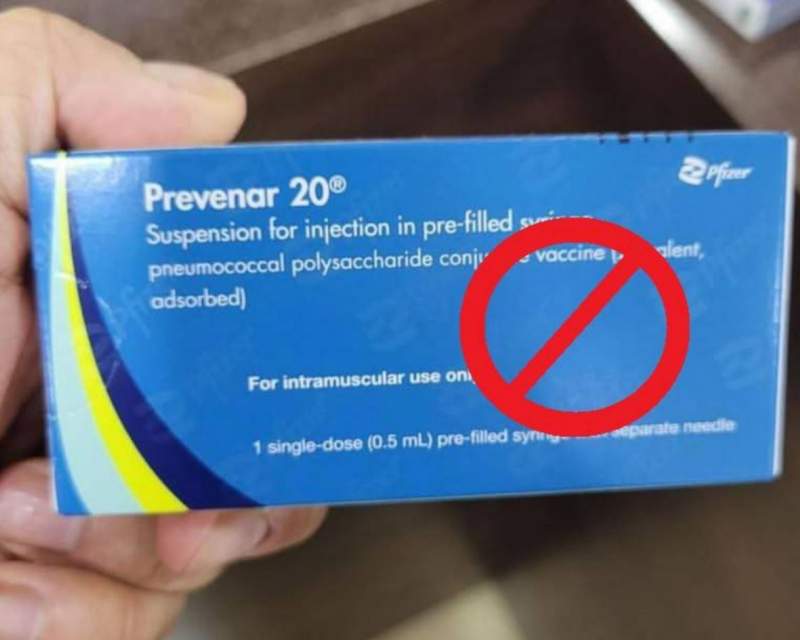 Prevenar 20®
Pfizer
Suspension for injection in pre-filled syringe
pneumococcal polysaccharide vaccine
adsorbed)
For intramuscular use
1 single-dose (0.5 mL) pre-filled separate needle